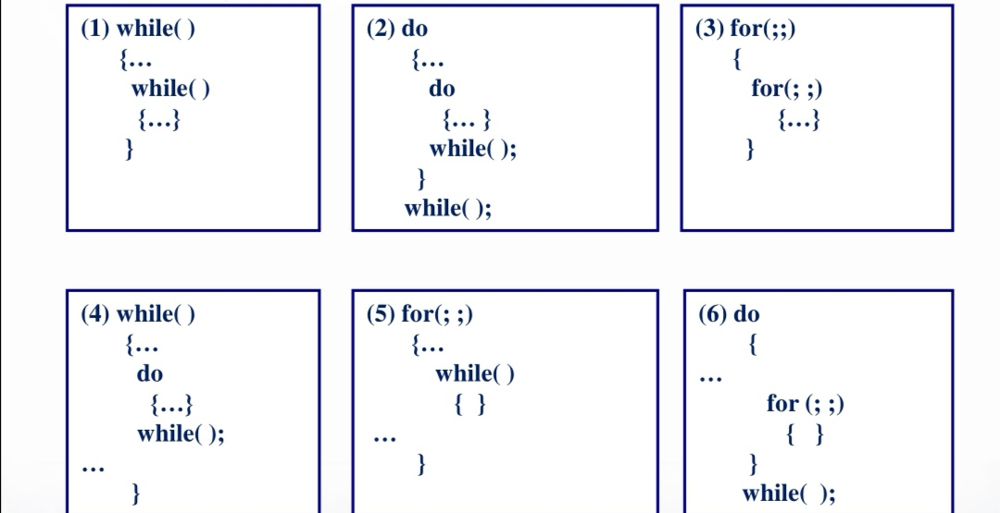 (1) while( )
{...
while( )
{...}
}
(2) do
{...
do
{... }
while( );
}
while( );
(3) for(;;)
{
for(; ;)
{...}
}
(4) while( )
{...
do
{...}
while( );
...
}
(5) for(; ;)
{...
while( )
{ }
...
}
(6) do
{
...
for (; ;)
{ }
}
while( );